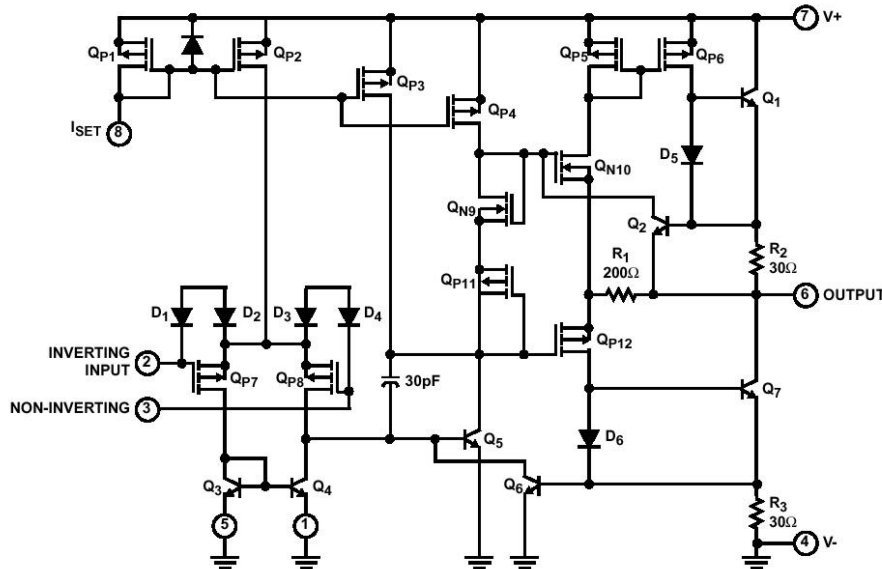 7 V+
QP1
QP2
QP3
QP4
QP5
QP6
Q1
ISET
8
D5
QN10
QN9
Q2
R1
200Ω
R2
30Ω
QP11
6 OUTPUT
D1
D2
D3
D4
QP12
INVERTING
INPUT
2
QP7
QP8
30pF
NON-INVERTING 3
Q7
Q5
D6
Q3
Q4
Q6
R3
30Ω
5
1
4 V-